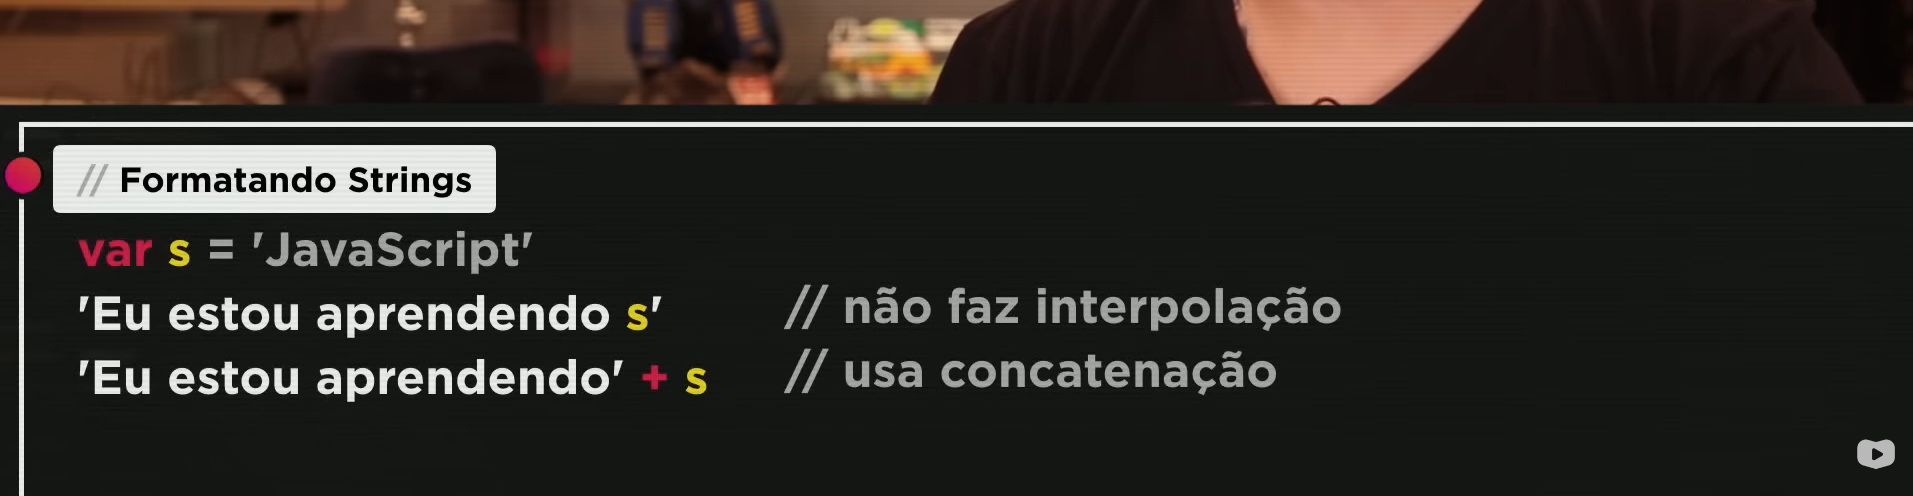 // Formatando Strings
var s = 'JavaScript'
'Eu estou aprendendo s' // não faz interpolação
'Eu estou aprendendo' + s // usa concatenação